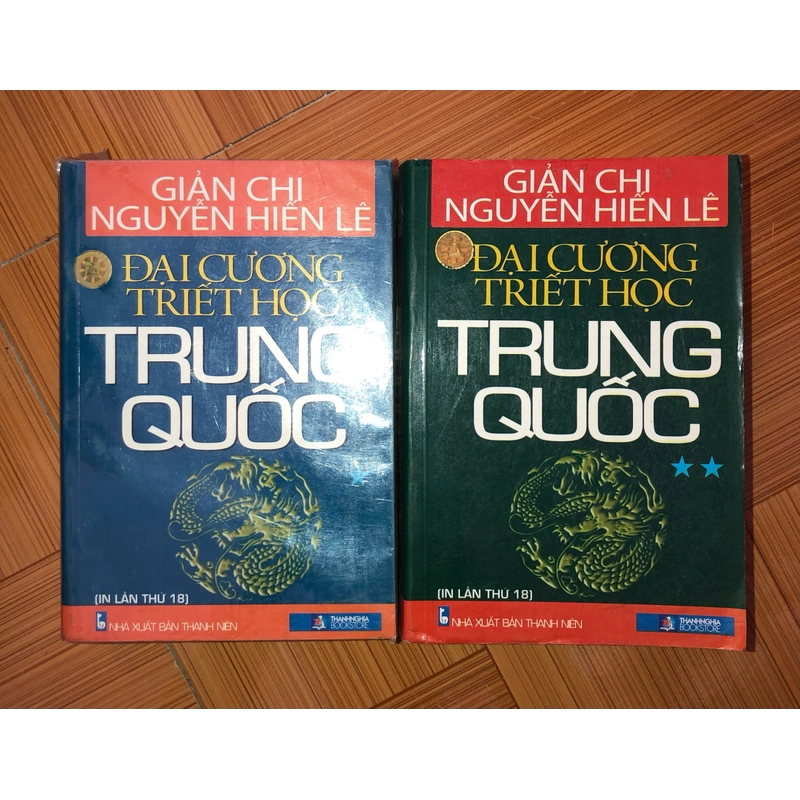 GIẢN CHI
NGUYỄN HIẾN LÊ
ĐẠI CƯƠNG
TRIẾT HỌC
TRUNG
QUỐC
(IN LẦN THỨ 18)
NHÀ XUẤT BẢN THANH NIÊN
THANHNGHIA
BOOKSTORE
GIẢN CHI
NGUYỄN HIẾN LÊ
ĐẠI CƯƠNG
TRIẾT HỌC
TRUNG
QUỐC
(IN LẦN THỨ 18)
NHÀ XUẤT BẢN THANH NIÊN
THANHNGHIA
BOOKSTORE